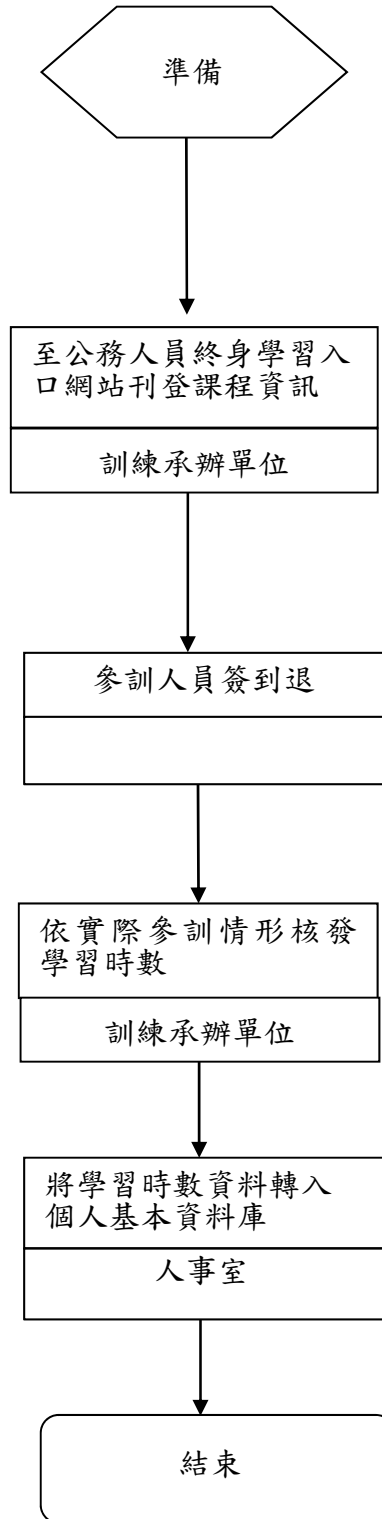 準備
至公務人員終身學習入
口網站刊登課程資訊
訓練承辦單位
參訓人員簽到退
依實際參訓情形核發
學習時數
訓練承辦單位
將學習時數資料轉入
個人基本資料庫
人事室
結束